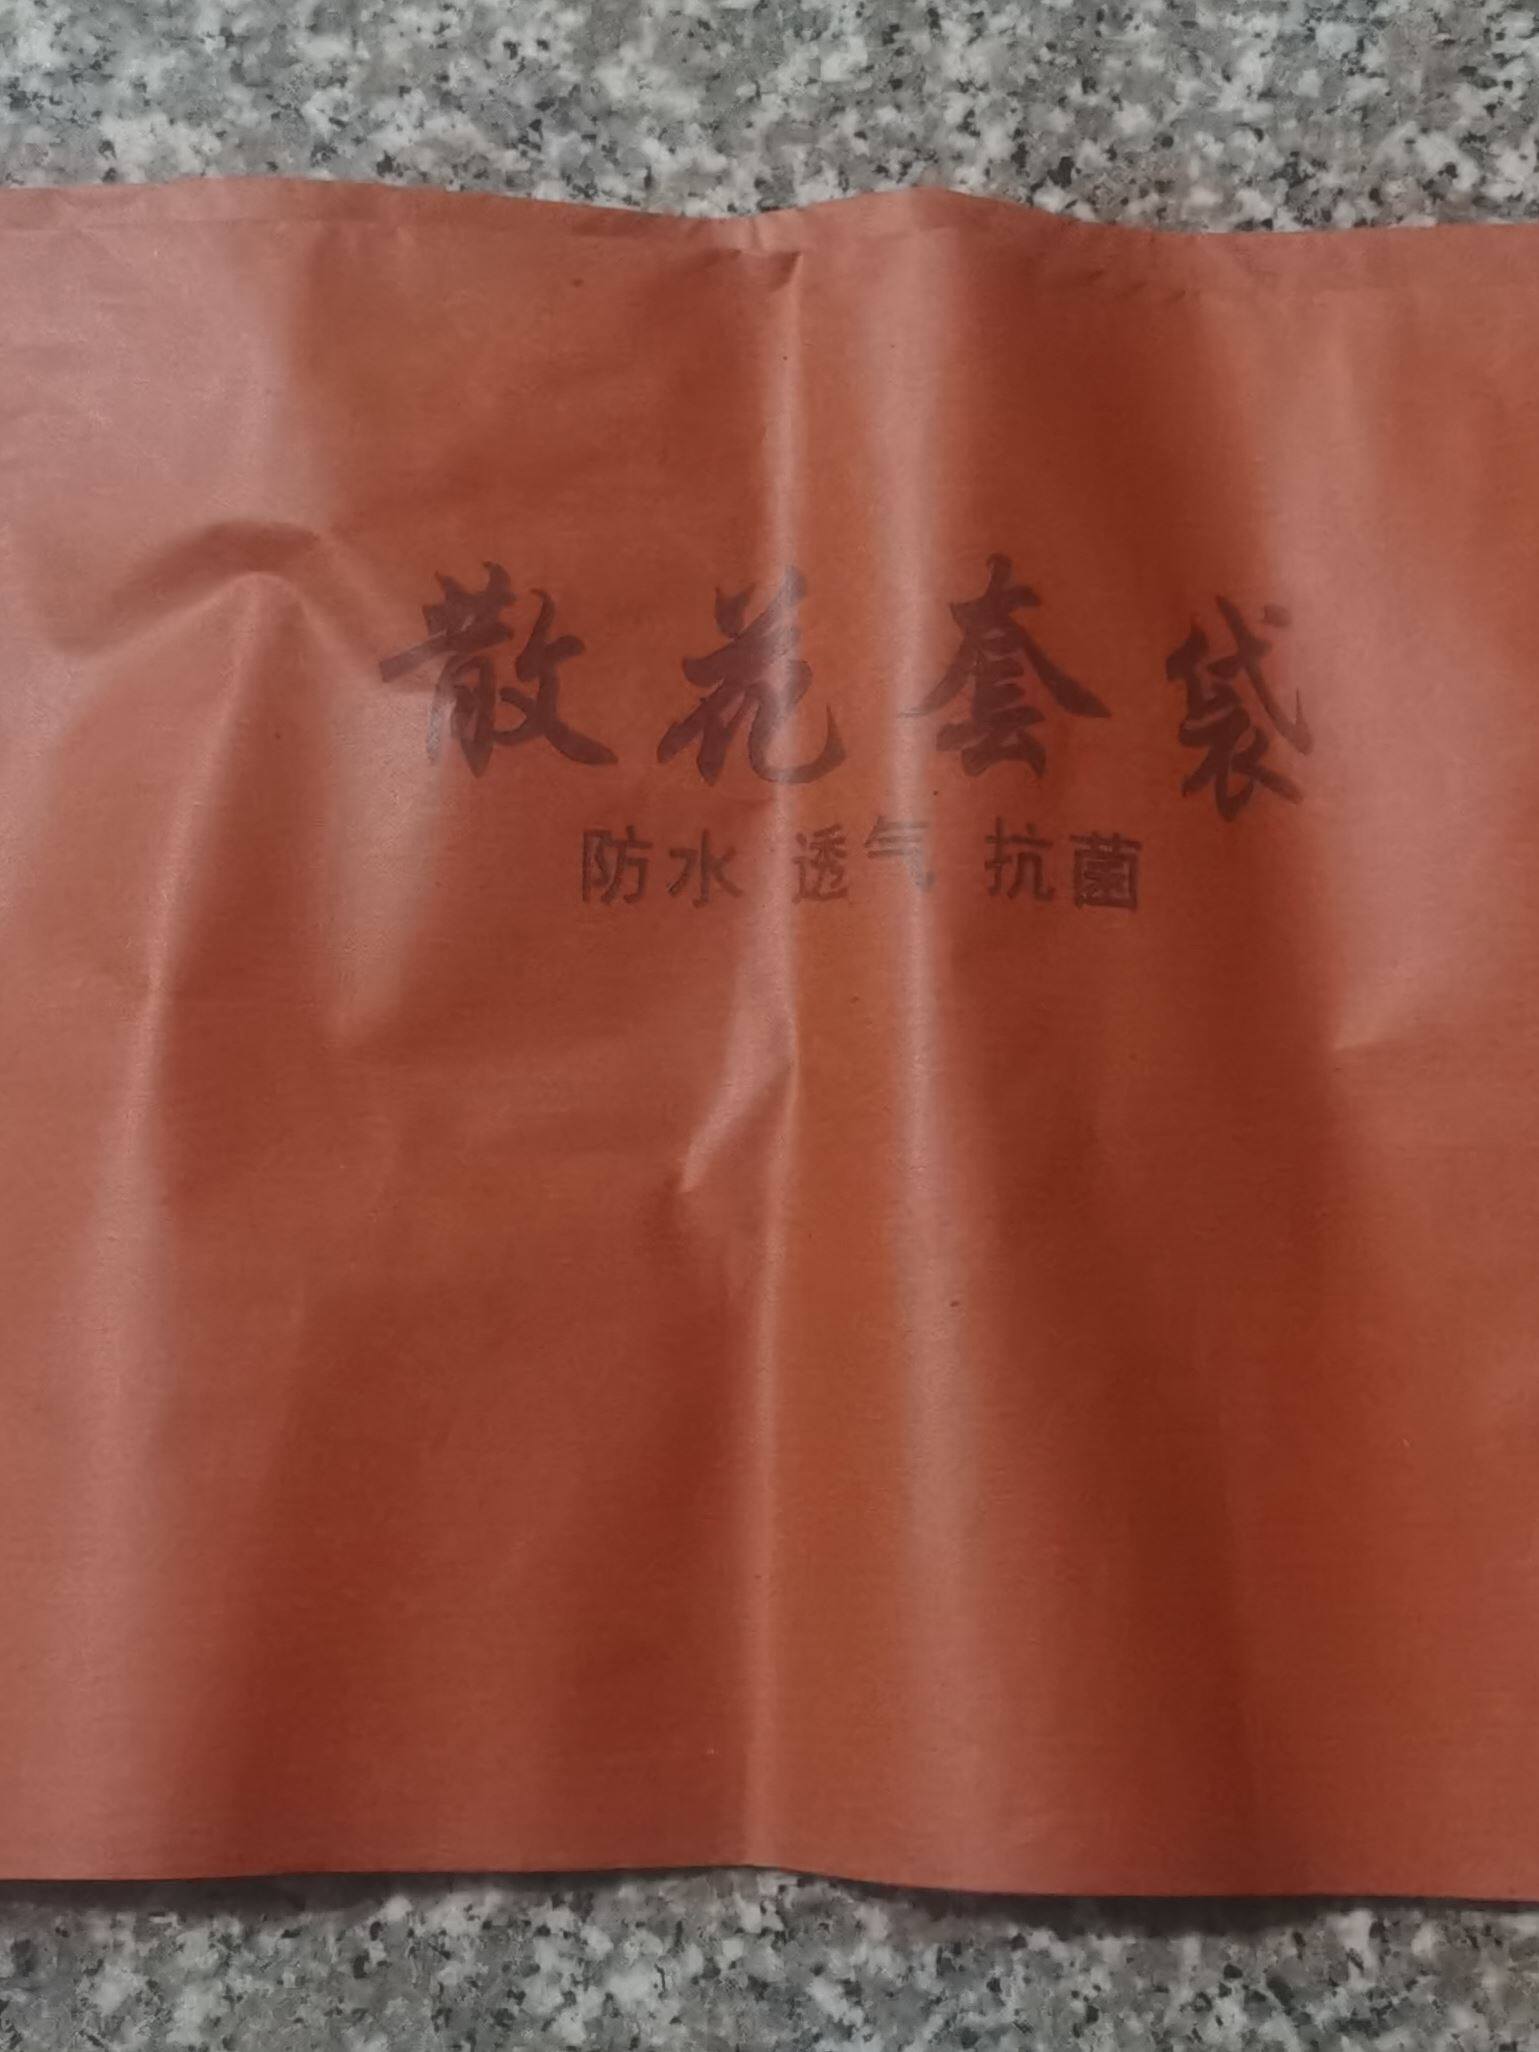 散花套袋
防水 透气 抗菌